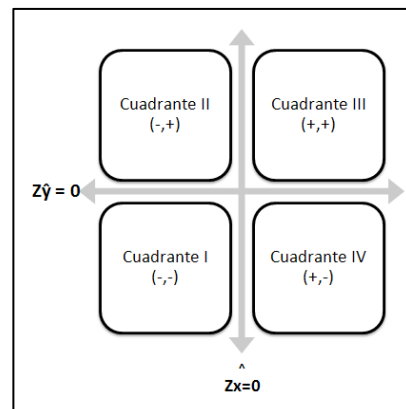 Cuadrante II
(-,+)
Cuadrante III
(+,+)
Zŷ = 0
Cuadrante I
(-,-)
Cuadrante IV
(+,-)
^
Zx=0